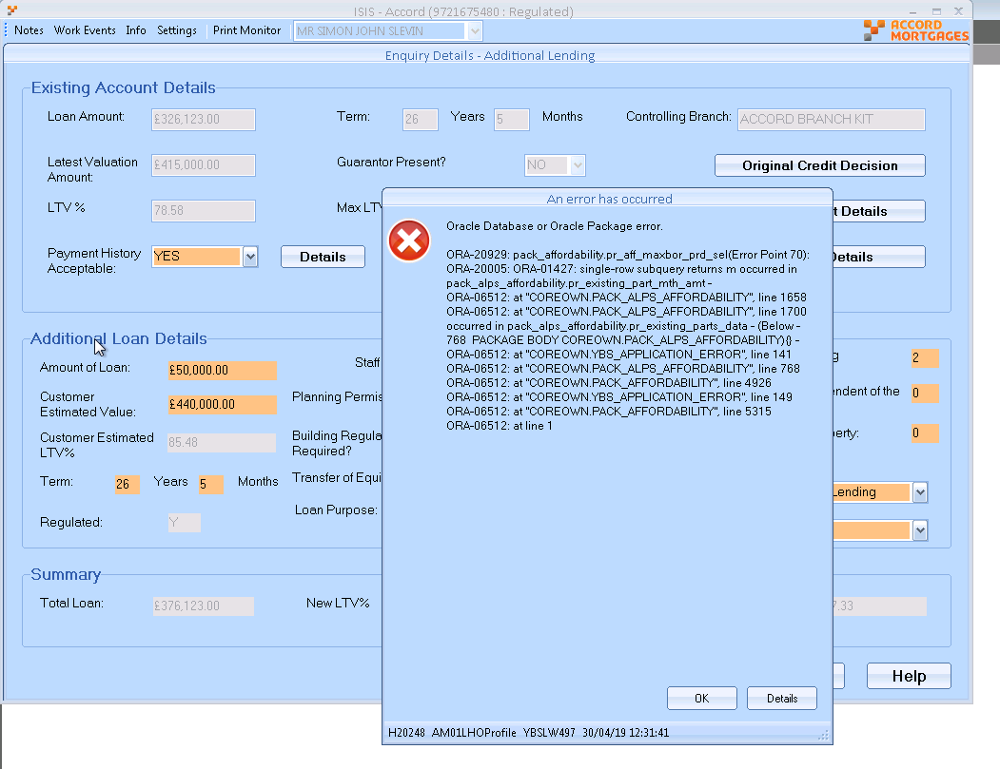 ISIS - Accord (9721675480 : Regulated)
Notes Work Events Info Settings Print Monitor MR SIMON JOHN SLEVIN
ACCORD
MORTGAGES
Enquiry Details - Additional Lending
Existing Account Details
Loan Amount: £326,123.00 Term: 26 Years 5 Months Controlling Branch: ACCORD BRANCH KIT
Latest Valuation
Amount: £415,000.00 Guarantor Present? NO Original Credit Decision
LTV % 78.58 Max LTV t Details
Payment History
Acceptable: YES Details Details
An error has occurred
Oracle Database or Oracle Package error.
ORA-20929: pack_affordability.pr_aff_maxbor_prd_sel(Error Point 70):
ORA-20005: ORA-01427: single-row subquery returns m occurred in
pack_alps_affordability.pr_existing_part_mth_amt -
ORA-06512: at "COREOWN.PACK_ALPS_AFFORDABILITY", line 1658
ORA-06512: at "COREOWN.PACK_ALPS_AFFORDABILITY", line 1700
occurred in pack_alps_affordability.pr_existing_parts_data - (Below -
768 PACKAGE BODY COREOWN.PACK_ALPS_AFFORDABILITY) {} -
ORA-06512: at "COREOWN.YBS_APPLICATION_ERROR", line 141
ORA-06512: at "COREOWN.PACK_ALPS_AFFORDABILITY", line 768
ORA-06512: at "COREOWN.PACK_AFFORDABILITY", line 4926
ORA-06512: at "COREOWN.YBS_APPLICATION_ERROR", line 149
ORA-06512: at "COREOWN.PACK_AFFORDABILITY", line 5315
ORA-06512: at line 1
OK Details
H20248 AM01LHOProfile YBSLW497 30/04/19 12:31:41
Additional Loan Details
Amount of Loan: £50,000.00 Staff g 2
Customer
Estimated Value: £440,000.00 Planning Permis endent of the 0
Customer Estimated
LTV% 85.48 Building Regula
Required? erty: 0
Term: 26 Years 5 Months Transfer of Equi Lending
Regulated: Y Loan Purpose:
Summary
Total Loan: £376,123.00 New LTV% 7.33
Help